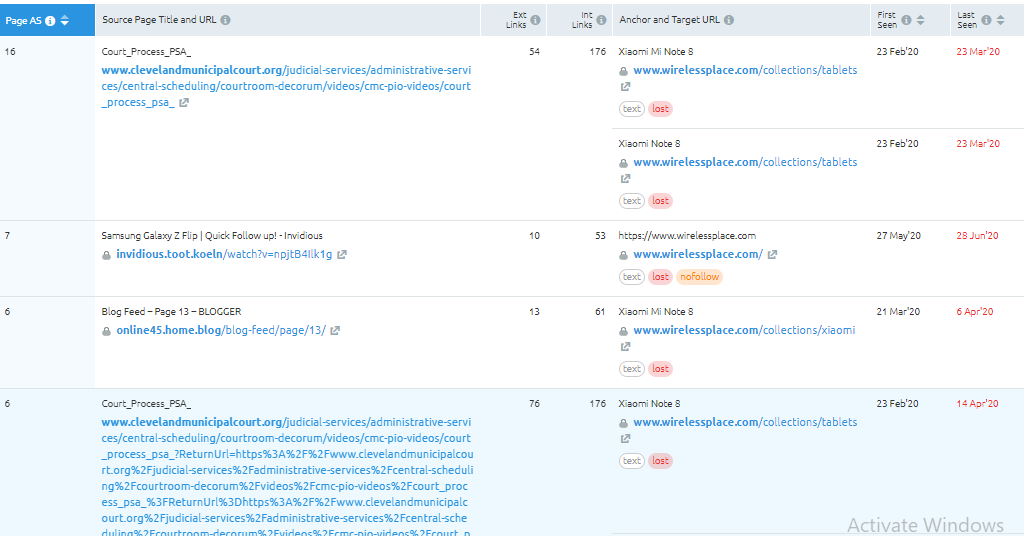 Page AS
Source Page Title and URL
Ext Links
Int Links
Anchor and Target URL
First Seen
Last Seen
16
Court_Process_PSA_
www.clevelandmunicipalcourt.org/judicial-services/administrative-servi
ces/central-scheduling/courtroom-decorum/videos/cmc-pio-videos/court
_process_psa_
54
176
Xiaomi Mi Note 8
www.wirelessplace.com/collections/tablets
text lost
23 Feb'20
23 Mar'20
Xiaomi Note 8
www.wirelessplace.com/collections/tablets
text lost
23 Feb'20
23 Mar'20
7
Samsung Galaxy Z Flip | Quick Follow up! - Invidious
invidious.toot.koeln/watch?v=npjtB4Ilk1g
10
53
https://www.wirelessplace.com
www.wirelessplace.com/
text lost nofollow
27 May'20
28 Jun'20
6
Blog Feed – Page 13 – BLOGGER
online45.home.blog/blog-feed/page/13/
13
61
Xiaomi Mi Note 8
www.wirelessplace.com/collections/xiaomi
text lost
21 Mar'20
6 Apr'20
6
Court_Process_PSA_
www.clevelandmunicipalcourt.org/judicial-services/administrative-servi
ces/central-scheduling/courtroom-decorum/videos/cmc-pio-videos/court
_process_psa_?ReturnUrl=https%3A%2F%2Fwww.clevelandmunicipalcou
rt.org%2Fjudicial-services%2Fadministrative-services%2Fcentral-scheduli
ng%2Fcourtroom-decorum%2Fvideos%2Fcmc-pio-videos%2Fcourt_proc
ess_psa_%3FReturnUrl%3Dhttps%3A%2F%2Fwww.clevelandmunicipalc
ourt.org%2Fjudicial-services%2Fadministrative-services%2Fcentral-sche
duling%2Fcourtroom-decorum%2Fvideos%2Fcmc-pio-videos%2Fcourt_p
76
176
Xiaomi Note 8
www.wirelessplace.com/collections/tablets
text lost
23 Feb'20
14 Apr'20
Activate Windows